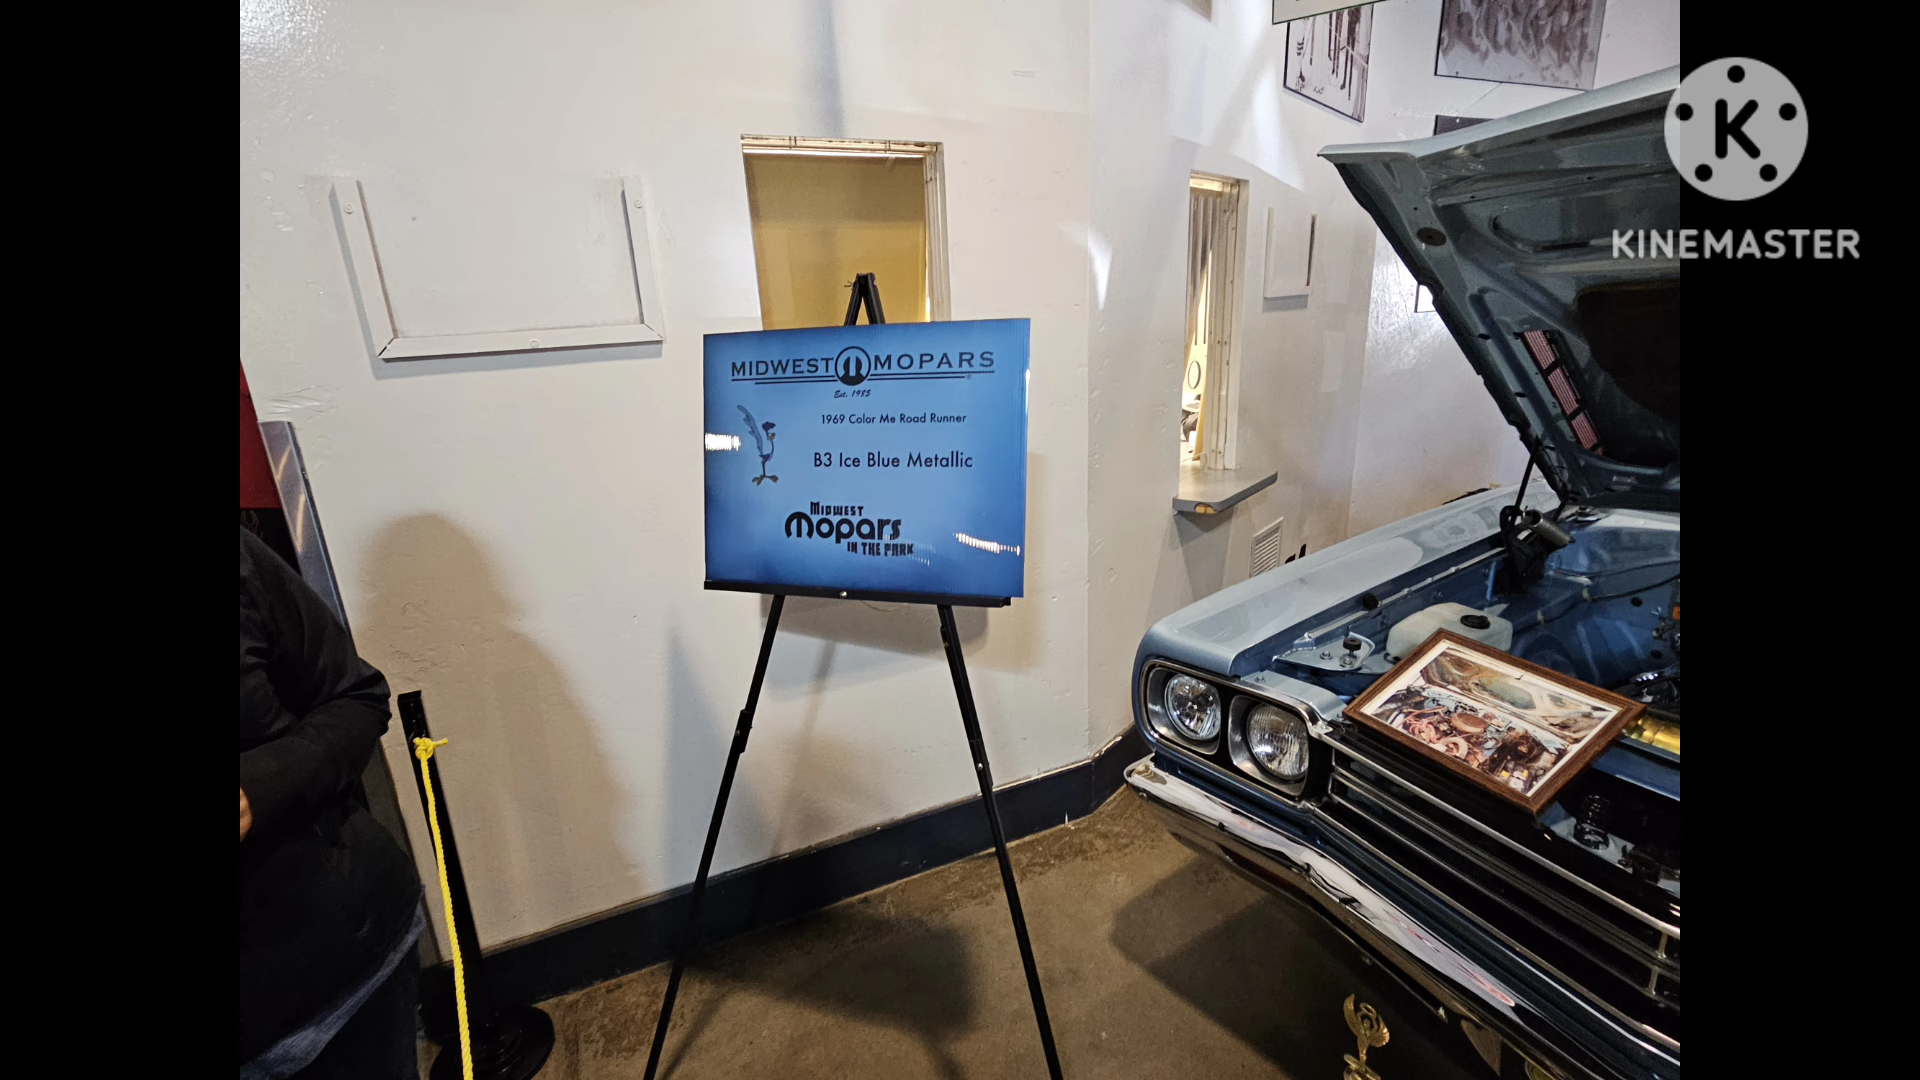 MIDWEST MOPARS
Est. 1985
1969 Color Me Road Runner
B3 Ice Blue Metallic
MIDWEST
Mopars
IN THE PARK
K
KINEMASTER